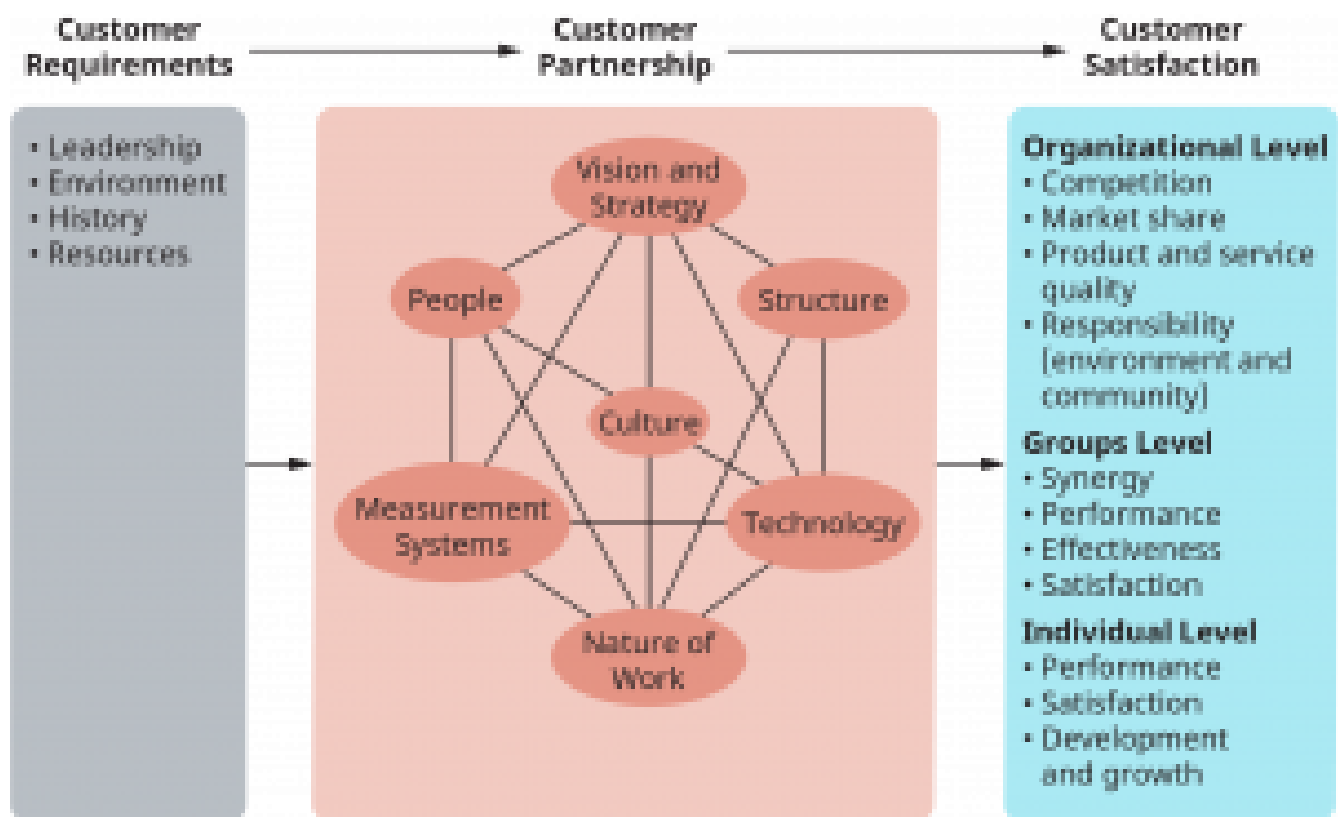 Customer
Requirements
Customer
Partnership
Customer
Satisfaction
• Leadership
• Environment
• History
• Resources
Vision and
Strategy
People
Structure
Culture
Measurement
Systems
Technology
Nature of
Work
Organizational Level
• Competition
• Market share
• Product and service
quality
• Responsibility
(environment and
community)
Groups Level
• Synergy
• Performance
• Effectiveness
• Satisfaction
Individual Level
• Performance
• Satisfaction
• Development
and growth